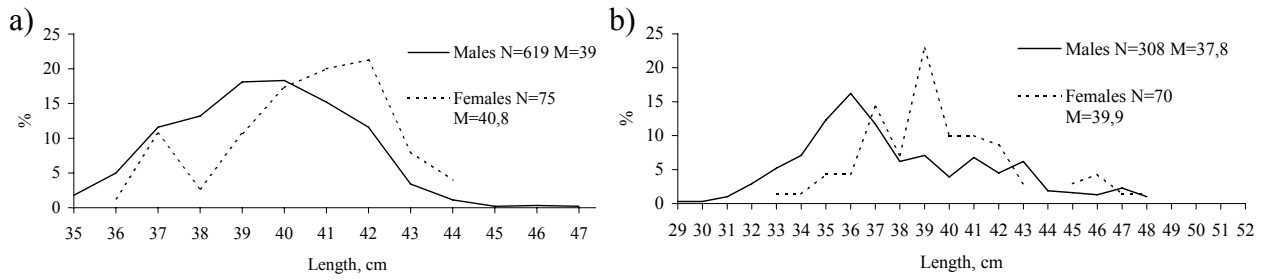 a)
25
20
15
10
5
0
%
35 36 37 38 39 40 41 42 43 44 45 46 47
Length, cm
Males N=619 M=39
Females N=75
M=40,8
b)
25
20
15
10
5
0
%
29 30 31 32 33 34 35 36 37 38 39 40 41 42 43 44 45 46 47 48 49 50 51 52
Length, cm
Males N=308 M=37,8
Females N=70
M=39,9